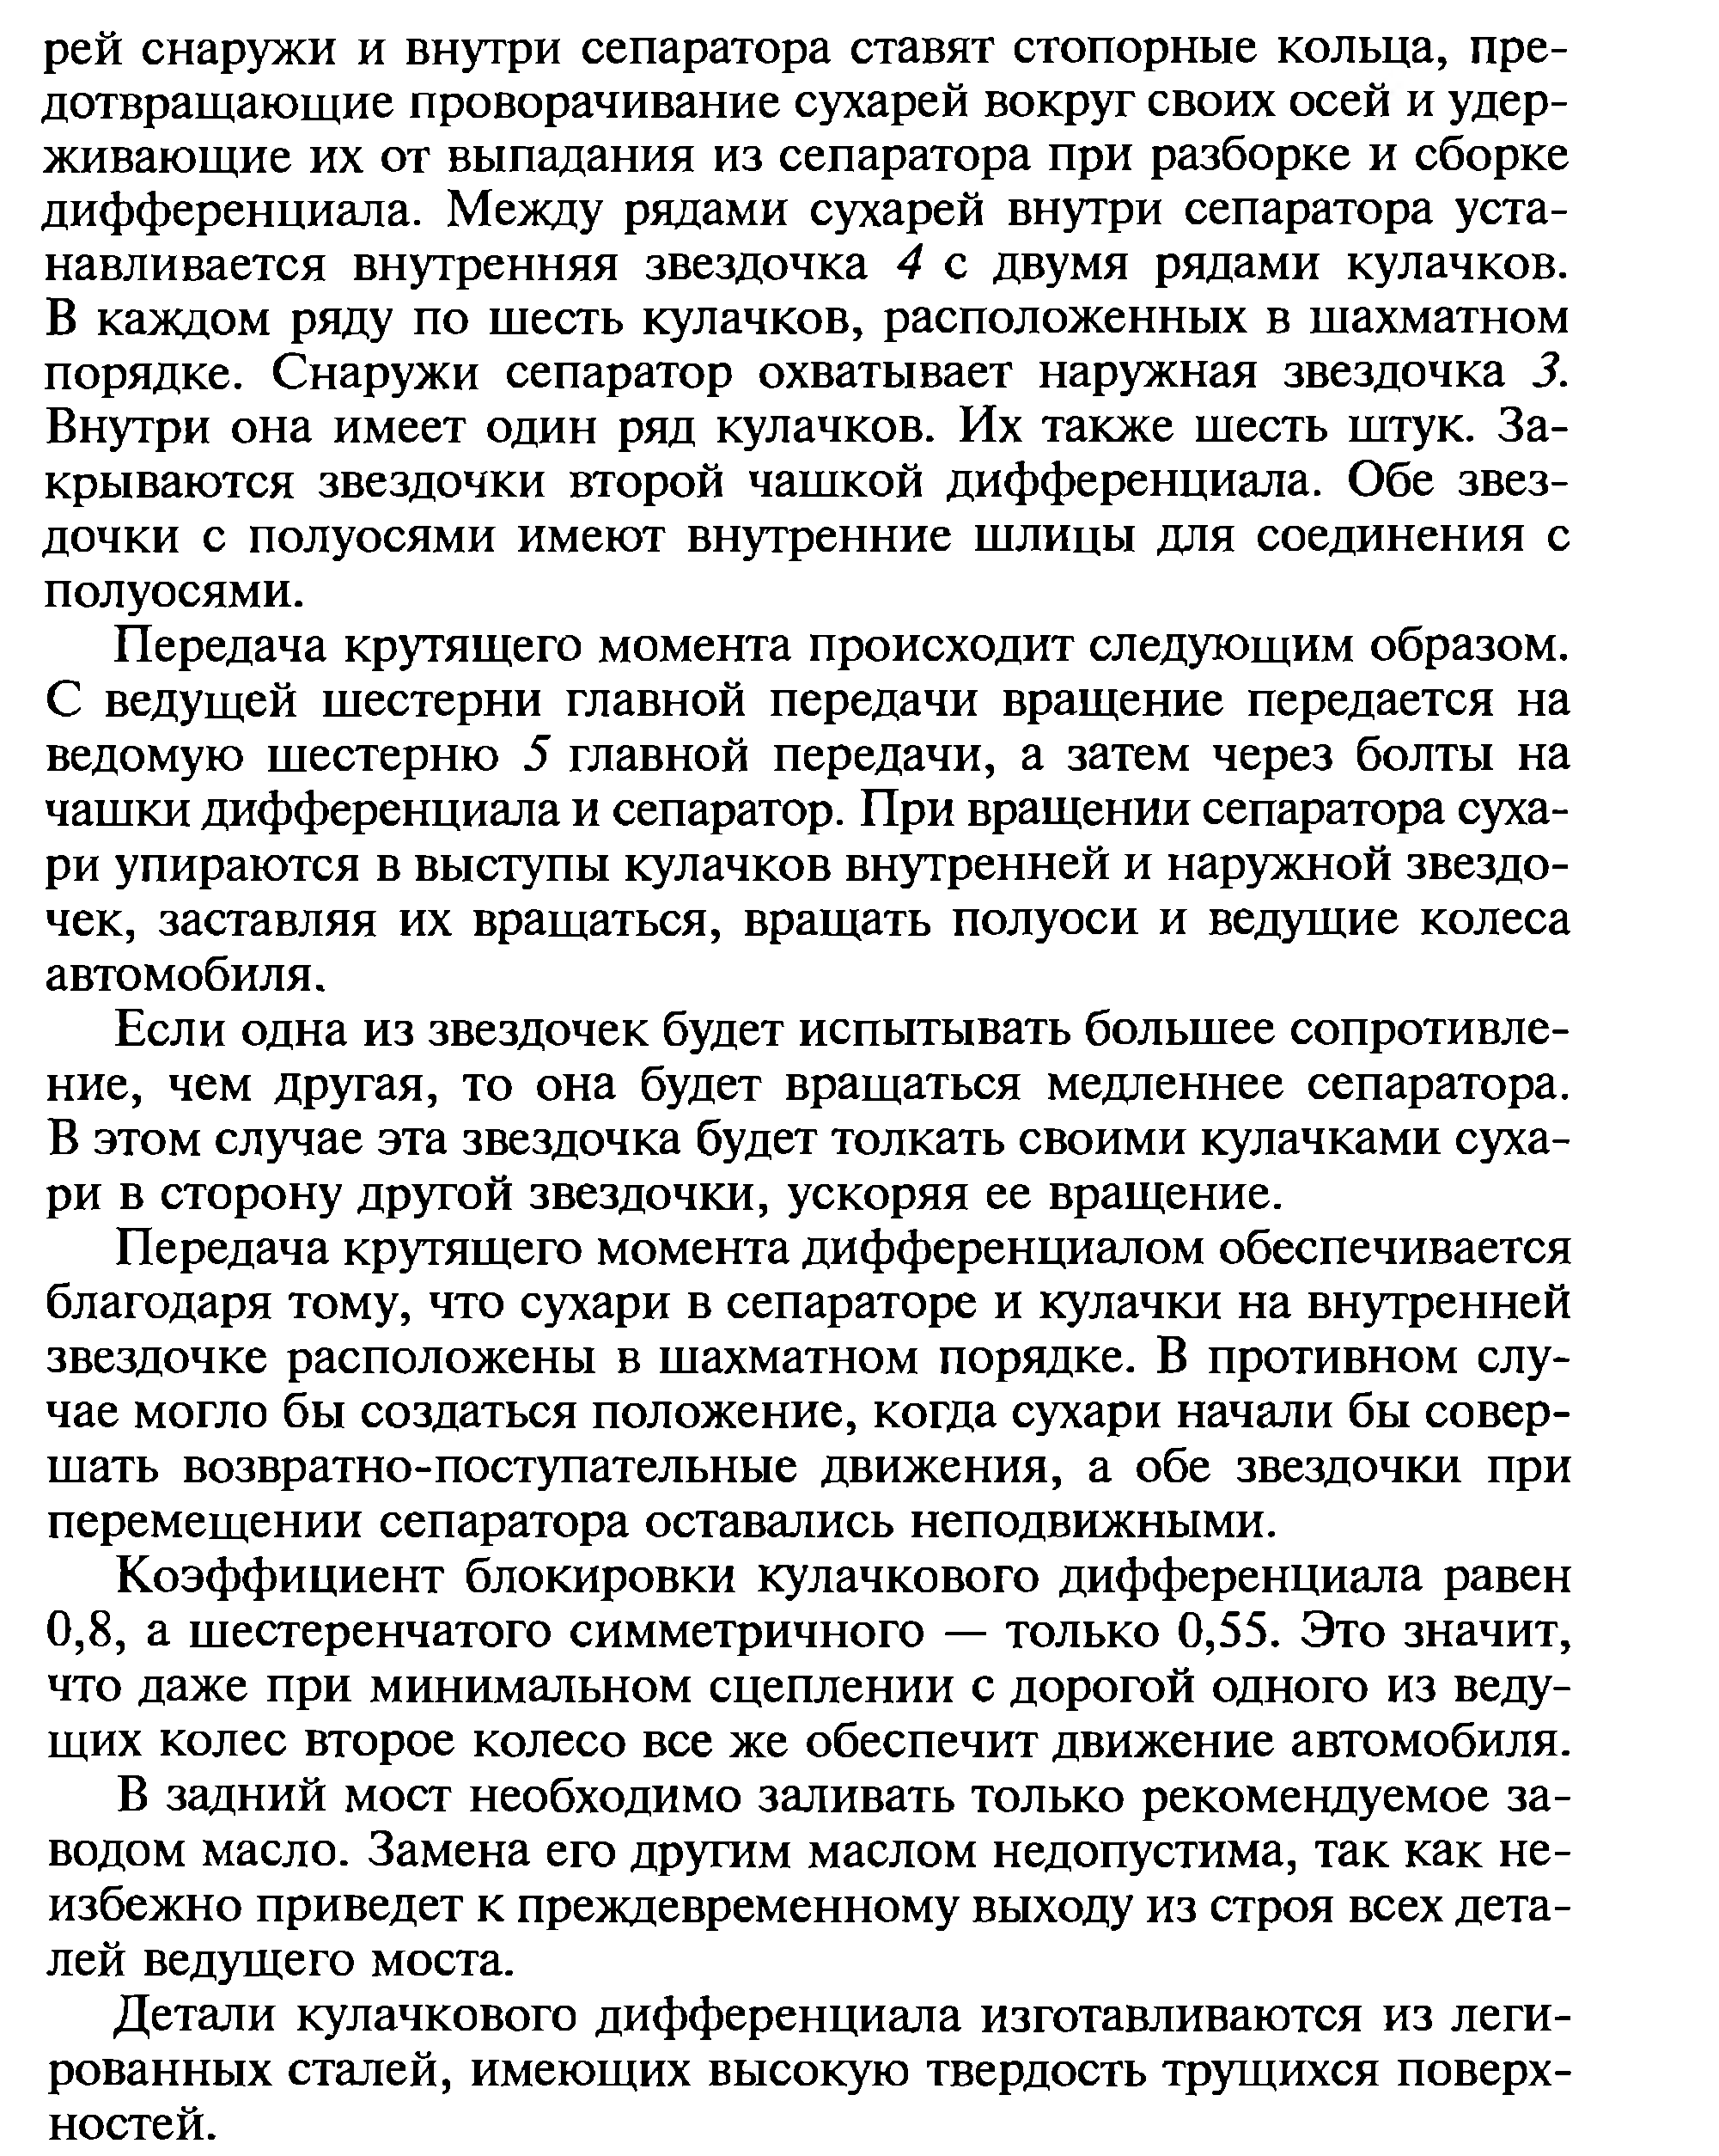 рей снаружи и внутри сепаратора ставят стопорные кольца, пре-
дотвращающие проворачивание сухарей вокруг своих осей и удер-
живающие их от выпадания из сепаратора при разборке и сборке
дифференциала. Между рядами сухарей внутри сепаратора уста-
навливается внутренняя звездочка 4 с двумя рядами кулачков.
В каждом ряду по шесть кулачков, расположенных в шахматном
порядке. Снаружи сепаратор охватывает наружная звездочка 3.
Внутри она имеет один ряд кулачков. Их также шесть штук. За-
крываются звездочки второй чашкой дифференциала. Обе звез-
дочки с полуосями имеют внутренние шлицы для соединения с
полуосями.
Передача крутящего момента происходит следующим образом.
С ведущей шестерни главной передачи вращение передается на
ведомую шестерню 5 главной передачи, а затем через болты на
чашки дифференциала и сепаратор. При вращении сепаратора суха-
ри упираются в выступы кулачков внутренней и наружной звездо-
чек, заставляя их вращаться, вращать полуоси и ведущие колеса
автомобиля.
Если одна из звездочек будет испытывать большее сопротивле-
ние, чем другая, то она будет вращаться медленнее сепаратора.
В этом случае эта звездочка будет толкать своими кулачками суха-
ри в сторону другой звездочки, ускоряя ее вращение.
Передача крутящего момента дифференциалом обеспечивается
благодаря тому, что сухари в сепараторе и кулачки на внутренней
звездочке расположены в шахматном порядке. В противном слу-
чае могло бы создаться положение, когда сухари начали бы совер-
шать возвратно-поступательные движения, а обе звездочки при
перемещении сепаратора оставались неподвижными.
Коэффициент блокировки кулачкового дифференциала равен
0,8, а шестеренчатого симметричного — только 0,55. Это значит,
что даже при минимальном сцеплении с дорогой одного из веду-
щих колес второе колесо все же обеспечит движение автомобиля.
В задний мост необходимо заливать только рекомендуемое за-
водом масло. Замена его другим маслом недопустима, так как не-
избежно приведет к преждевременному выходу из строя всех дета-
лей ведущего моста.
Детали кулачкового дифференциала изготавливаются из леги-
рованных сталей, имеющих высокую твердость трущихся поверх-
ностей.